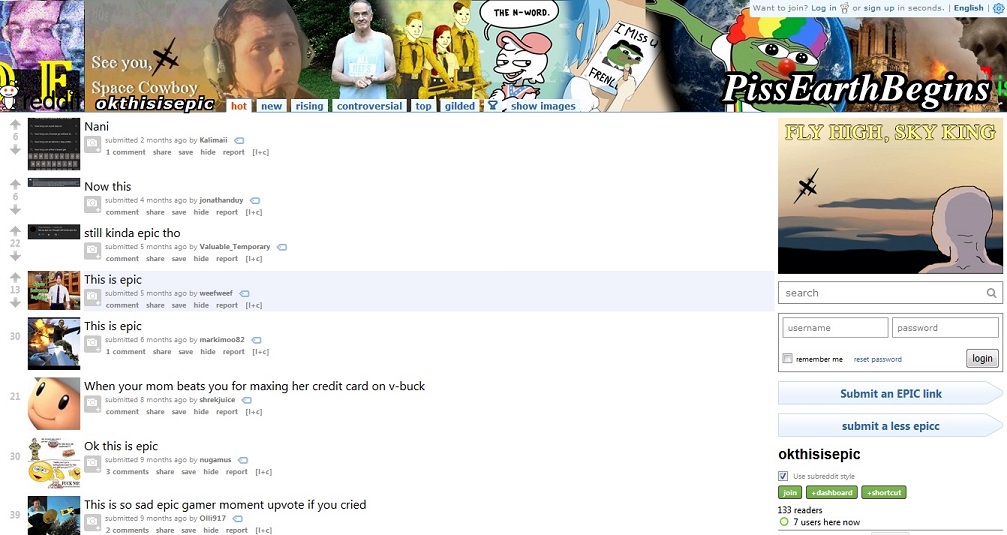 Want to join? Log in or sign up in seconds. | English |
THE N-WORD.
I MISS U
FREN!
See you,
Space Cowboy
reddit
okthisisepic hot new rising controversial top gilded show images
PissEarthBegins
FLY HIGH, SKY KING
6
Nani
submitted 2 months ago by Kalimaii
1 comment share save hide report [l+c]
6
Now this
submitted 4 months ago by jonathanduy
comment share save hide report [l+c]
22
still kinda epic tho
submitted 5 months ago by Valuable_Temporary
comment share save hide report [l+c]
13
This is epic
submitted 5 months ago by weefweef
comment share save hide report [l+c]
30
This is epic
submitted 6 months ago by markimoo82
1 comment share save hide report [l+c]
21
When your mom beats you for maxing her credit card on v-buck
submitted 8 months ago by shrekjuice
comment share save hide report [l+c]
30
Ok this is epic
submitted 9 months ago by nugamus
3 comments share save hide report [l+c]
39
This is so sad epic gamer moment upvote if you cried
submitted 9 months ago by Olli917
2 comments share save hide report [l+c]
search
username password
remember me reset password login
Submit an EPIC link
submit a less epicc
okthisisepic
Use subreddit style
join +dashboard +shortcut
133 readers
7 users here now